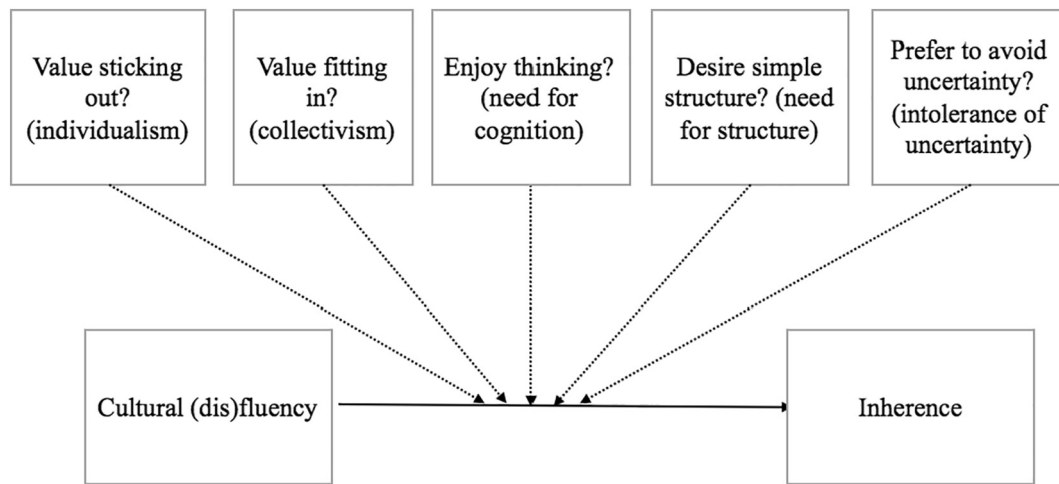 Value sticking
out?
(individualism)
Value fitting
in?
(collectivism)
Enjoy thinking?
(need for
cognition)
Desire simple
structure? (need
for structure)
Prefer to avoid
uncertainty?
(intolerance of
uncertainty)
Cultural (dis)fluency
Inherence